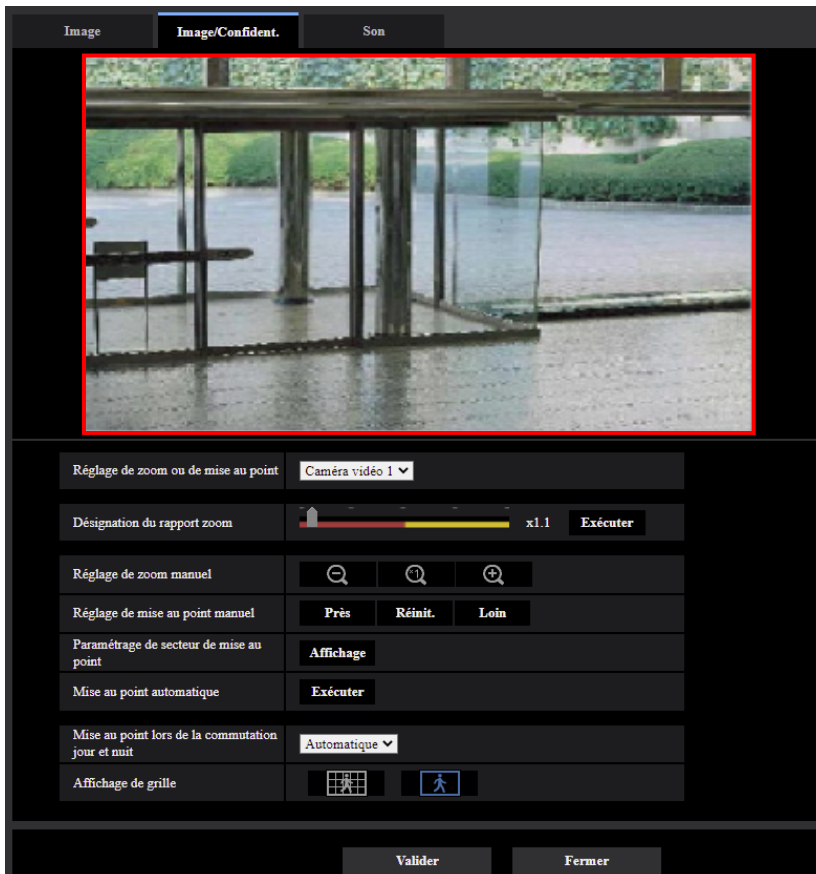 Image Image/Confident. Son
Réglage de zoom ou de mise au point Caméra vidéo 1
Désignation du rapport zoom x1.1 Exécuter
Réglage de zoom manuel ×1
Réglage de mise au point manuel Près Réinit. Loin
Paramétrage de secteur de mise au
point
Affichage
Mise au point automatique Exécuter
Mise au point lors de la commutation
jour et nuit
Automatique
Affichage de grille
Valider Fermer